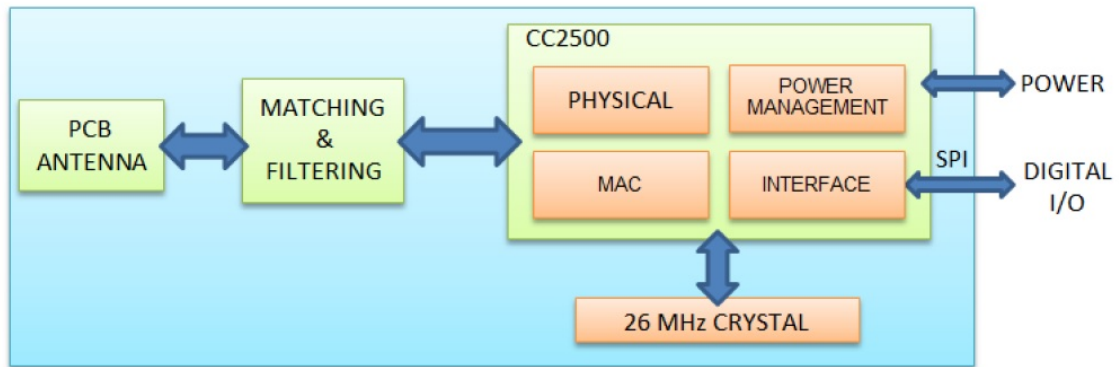 CC2500
PCB
ANTENNA
MATCHING
&
FILTERING
PHYSICAL
POWER
MANAGEMENT
MAC
INTERFACE
26 MHz CRYSTAL
POWER
SPI
DIGITAL
I/O